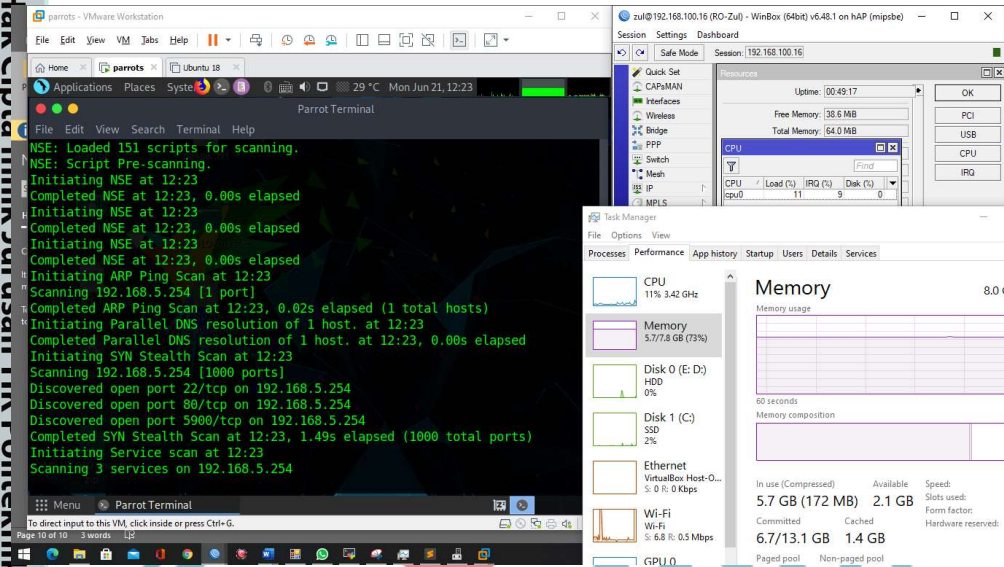 parrots - VMware Workstation
File Edit View VM Tabs Help
Home
parrots
Ubuntu 18
Applications Places Syste 29 °C Mon Jun 21, 12:23
Parrot Terminal
File Edit View Search Terminal Help
NSE: Loaded 151 scripts for scanning.
NSE: Script Pre-scanning.
Initiating NSE at 12:23
Completed NSE at 12:23, 0.00s elapsed
Initiating NSE at 12:23
Completed NSE at 12:23, 0.00s elapsed
Initiating NSE at 12:23
Completed NSE at 12:23, 0.00s elapsed
Initiating ARP Ping Scan at 12:23
Scanning 192.168.5.254 [1 port]
Completed ARP Ping Scan at 12:23, 0.02s elapsed (1 total hosts)
Initiating Parallel DNS resolution of 1 host. at 12:23
Completed Parallel DNS resolution of 1 host. at 12:23, 0.00s elapsed
Initiating SYN Stealth Scan at 12:23
Scanning 192.168.5.254 [1000 ports]
Discovered open port 22/tcp on 192.168.5.254
Discovered open port 80/tcp on 192.168.5.254
Discovered open port 5900/tcp on 192.168.5.254
Completed SYN Stealth Scan at 12:23, 1.49s elapsed (1000 total ports)
Initiating Service scan at 12:23
Scanning 3 services on 192.168.5.254
Menu Parrot Terminal
To direct input to this VM, click inside or press Ctrl+G.
Page 10 of 10 3 words
zul@192.168.100.16 (RO-Zul) - WinBox (64bit) v6.48.1 on hAP (mipsbe)
Session Settings Dashboard
Safe Mode Session: 192.168.100.16
Quick Set
CAPsMAN
Interfaces
Wireless
Bridge
PPP
Switch
Mesh
IP
MPLS
Resources
Uptime: 00:49:17
Free Memory: 38.6 MiB
Total Memory: 64.0 MiB
OK
PCI
USB
CPU
IRQ
CPU
Find
CPU Load (%) IRQ (%) Disk (%)
cpu0 11 9 0
Task Manager
File Options View
Processes Performance App history Startup Users Details Services
CPU
11% 3.42 GHz
Memory
5.7/7.8 GB (73%)
Disk 0 (E: D:)
HDD
0%
Disk 1 (C:)
SSD
2%
Ethernet
VirtualBox Host-O...
S: 0 R: 0 Kbps
Wi-Fi
Wi-Fi
S: 6.8 R: 0.5 Mbps
GPU 0
Memory 8.0
Memory usage
60 seconds
Memory composition
In use (Compressed) Available Speed:
5.7 GB (172 MB) 2.1 GB Slots used:
Form factor:
Committed Cached Hardware reserved:
6.7/13.1 GB 1.4 GB
Paged pool Non-paged pool